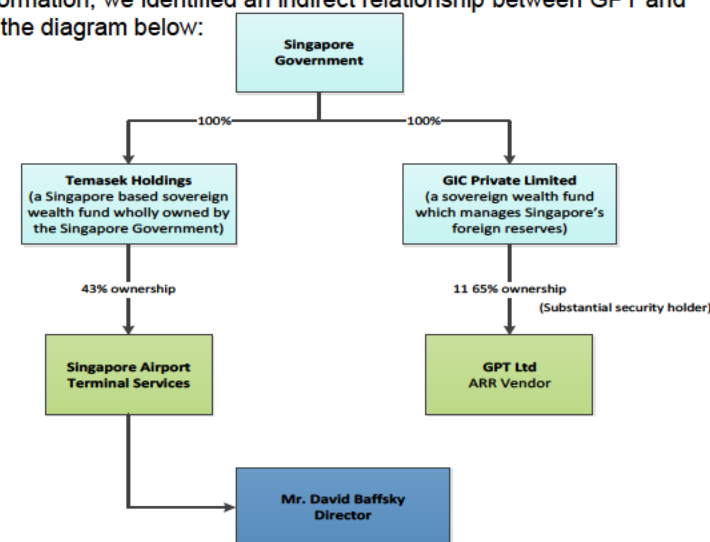 ormation, we identified an indirect relationship between GPT and
the diagram below:
Singapore
Government
100%
100%
Temasek Holdings
(a Singapore based sovereign
wealth fund wholly owned by
the Singapore Government)
GIC Private Limited
(a sovereign wealth fund
which manages Singapore's
foreign reserves)
43% ownership
11 65% ownership
(Substantial security holder)
Singapore Airport
Terminal Services
GPT Ltd
ARR Vendor
Mr. David Baffsky
Director